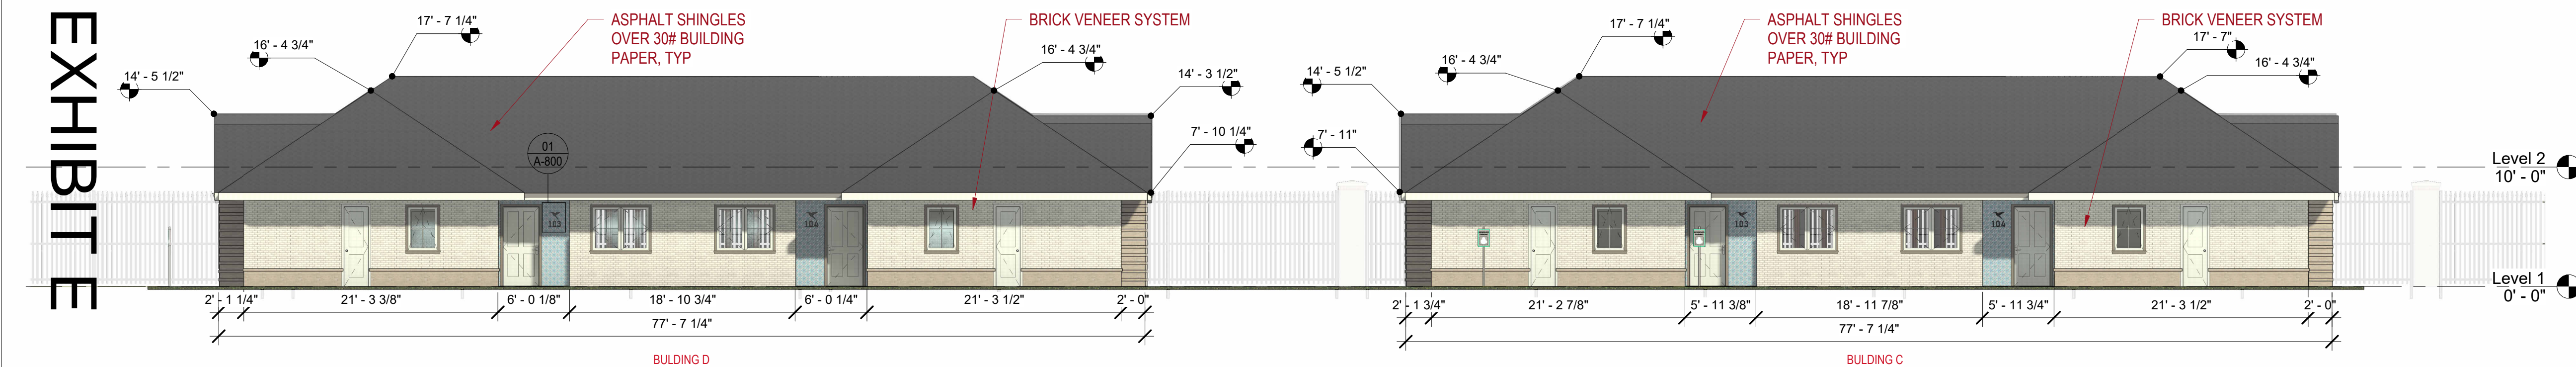 EXHIBIT E
14' - 5 1/2"
16' - 4 3/4"
17' - 7 1/4"
ASPHALT SHINGLES
OVER 30# BUILDING
PAPER, TYP
BRICK VENEER SYSTEM
16' - 4 3/4"
14' - 3 1/2"
7' - 10 1/4"
01
A-800
103
104
2' - 1 1/4"
21' - 3 3/8"
6' - 0 1/8"
18' - 10 3/4"
6' - 0 1/4"
21' - 3 1/2"
2' - 0"
77' - 7 1/4"
BULDING D
14' - 5 1/2"
7' - 11"
16' - 4 3/4"
17' - 7 1/4"
ASPHALT SHINGLES
OVER 30# BUILDING
PAPER, TYP
BRICK VENEER SYSTEM
17' - 7"
16' - 4 3/4"
103
104
2' - 1 3/4"
21' - 2 7/8"
5' - 11 3/8"
18' - 11 7/8"
5' - 11 3/4"
21' - 3 1/2"
2' - 0"
77' - 7 1/4"
BULDING C
Level 2
10' - 0"
Level 1
0' - 0"